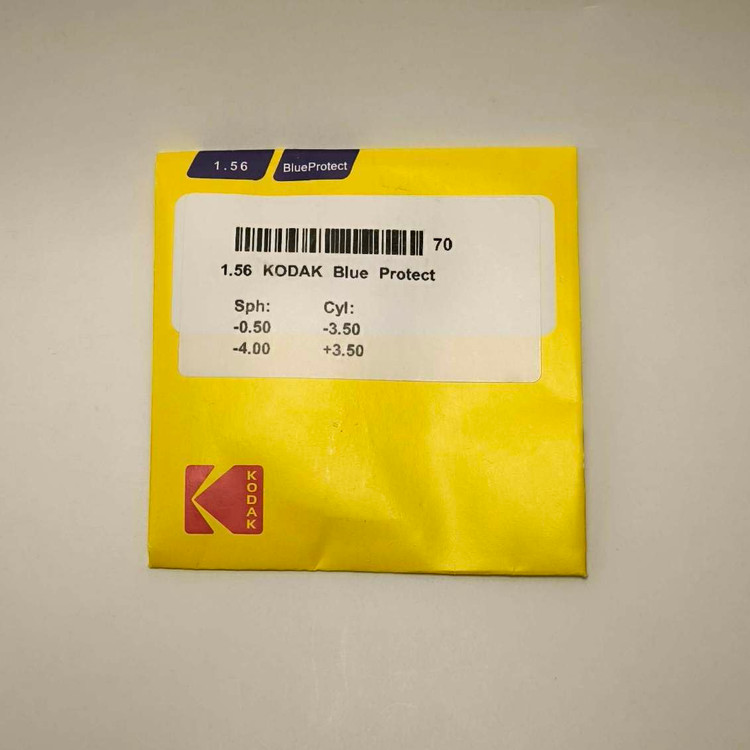 1.56 BlueProtect
70
1.56 KODAK Blue Protect
Sph: Cyl:
-0.50 -3.50
-4.00 +3.50
KODAK